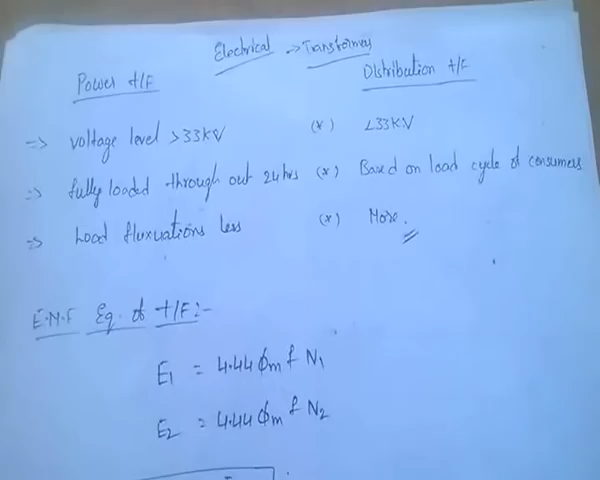 Electrical -> Transformers
Power t/F
Distribution t/F
=> voltage level >33KV (x) <33KV
=> fully loaded through out 24hrs (x) Based on load cycle of consumers
=> Load fluxuations less (x) More.
E.M.F Eq. of t/F:-
E1 = 4.44 ϕm f N1
E2 = 4.44 ϕm f N2